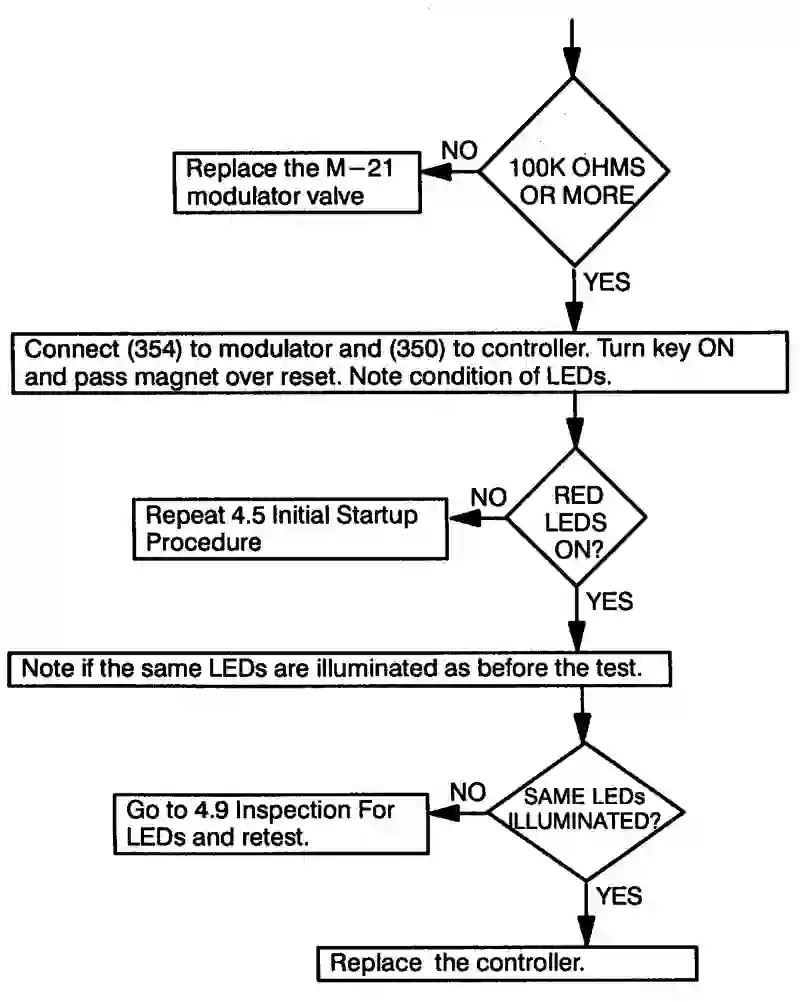 NO
100K OHMS
OR MORE
Replace the M-21
modulator valve
YES
Connect (354) to modulator and (350) to controller. Turn key ON
and pass magnet over reset. Note condition of LEDs.
NO
RED
LEDS
ON?
Repeat 4.5 Initial Startup
Procedure
YES
Note if the same LEDs are illuminated as before the test.
NO
SAME LEDs
ILLUMINATED?
Go to 4.9 Inspection For
LEDs and retest.
YES
Replace the controller.